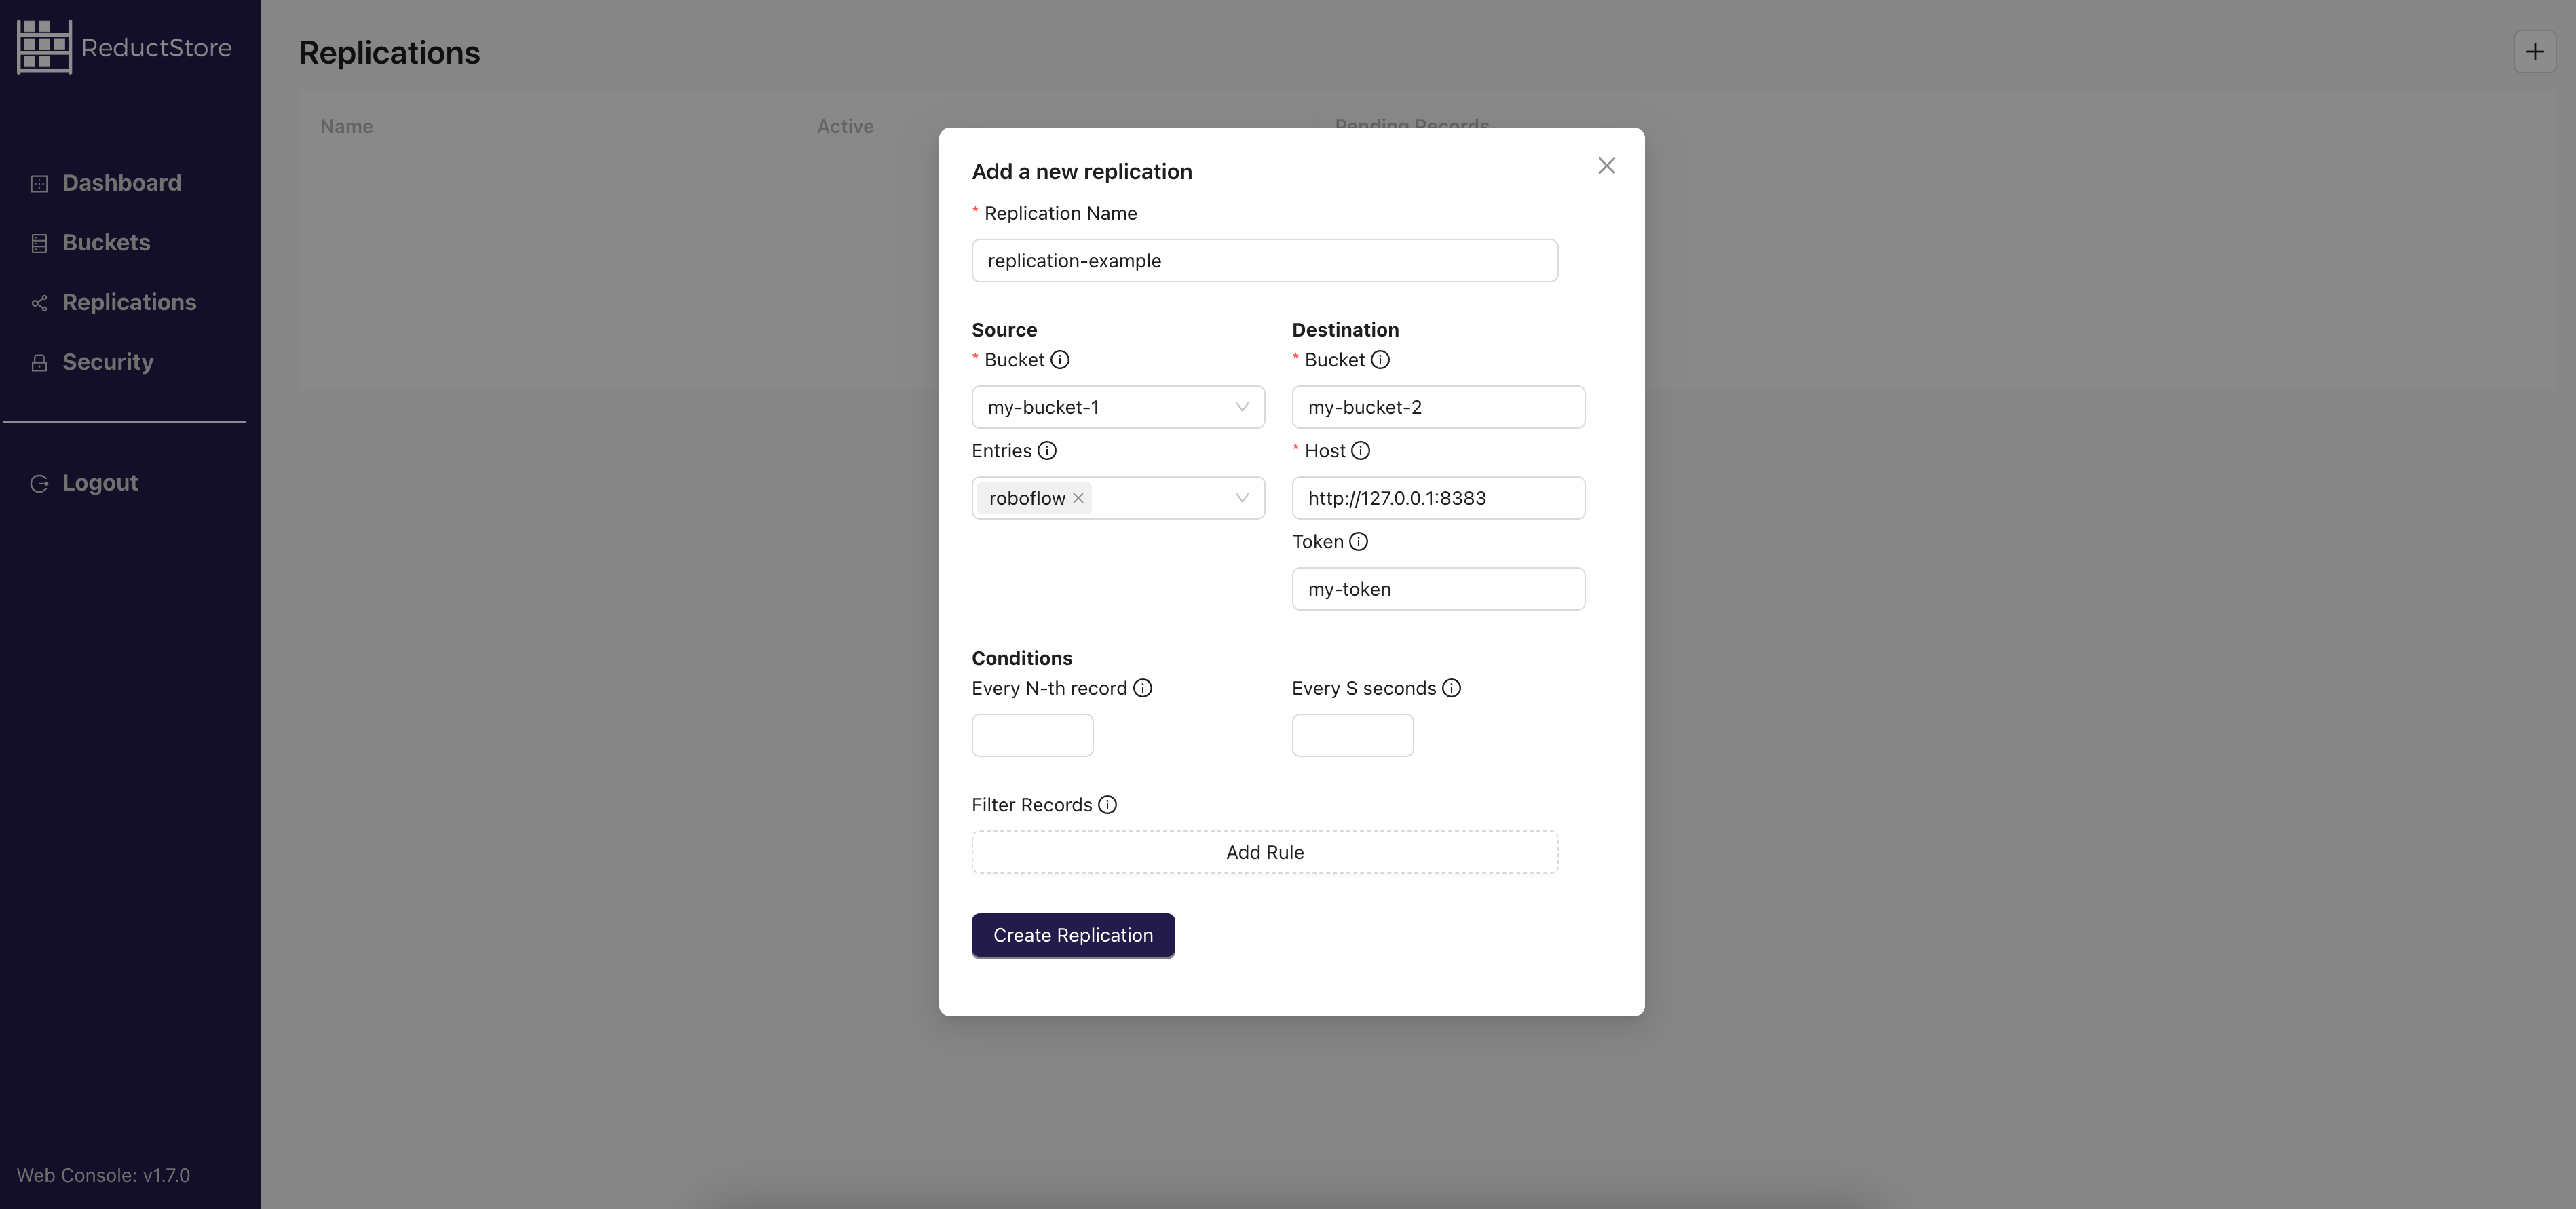 ReductStore
Dashboard
Buckets
Replications
Security
Logout
Web Console: v1.7.0
Replications
Name Active Pending Records
Add a new replication
* Replication Name
replication-example
Source Destination
* Bucket * Bucket
my-bucket-1 my-bucket-2
Entries * Host
roboflow http://127.0.0.1:8383
Token
my-token
Conditions
Every N-th record Every S seconds
Filter Records
Add Rule
Create Replication